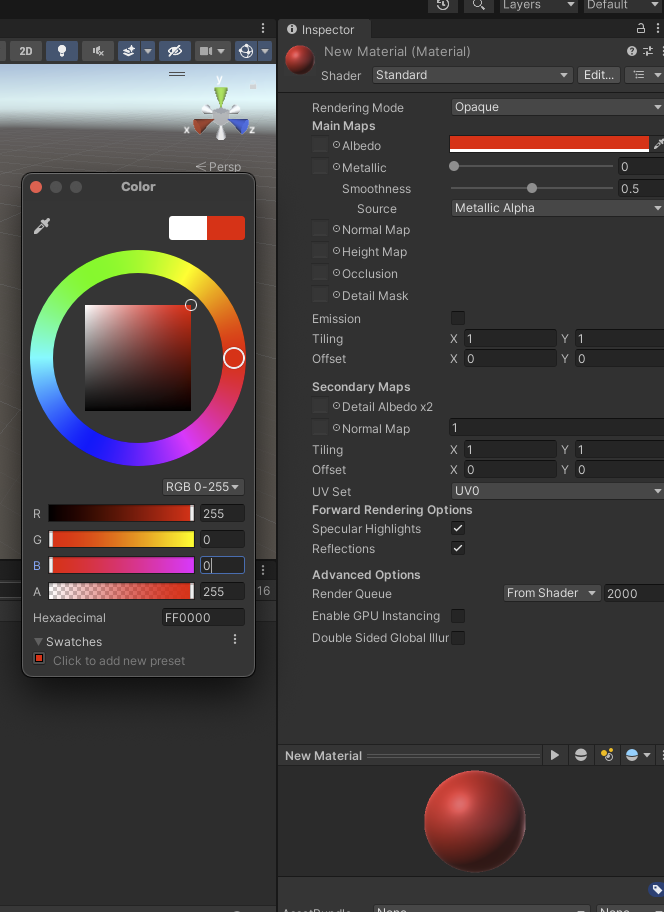 Layers
Default
2D
Inspector
New Material (Material)
Shader
Standard
Edit...
y
x
z
Persp
Rendering Mode
Opaque
Main Maps
Albedo
Metallic
0
Smoothness
0.5
Source
Metallic Alpha
Normal Map
Height Map
Occlusion
Detail Mask
Emission
Tiling
X 1
Y 1
Offset
X 0
Y 0
Secondary Maps
Detail Albedo x2
Normal Map
1
Tiling
X 1
Y 1
Offset
X 0
Y 0
UV Set
UV0
Forward Rendering Options
Specular Highlights
Reflections
Advanced Options
Render Queue
From Shader
2000
Enable GPU Instancing
Double Sided Global Illur
Color
RGB 0-255
R
255
G
0
B
0
A
255
Hexadecimal
FF0000
Swatches
Click to add new preset
16
New Material